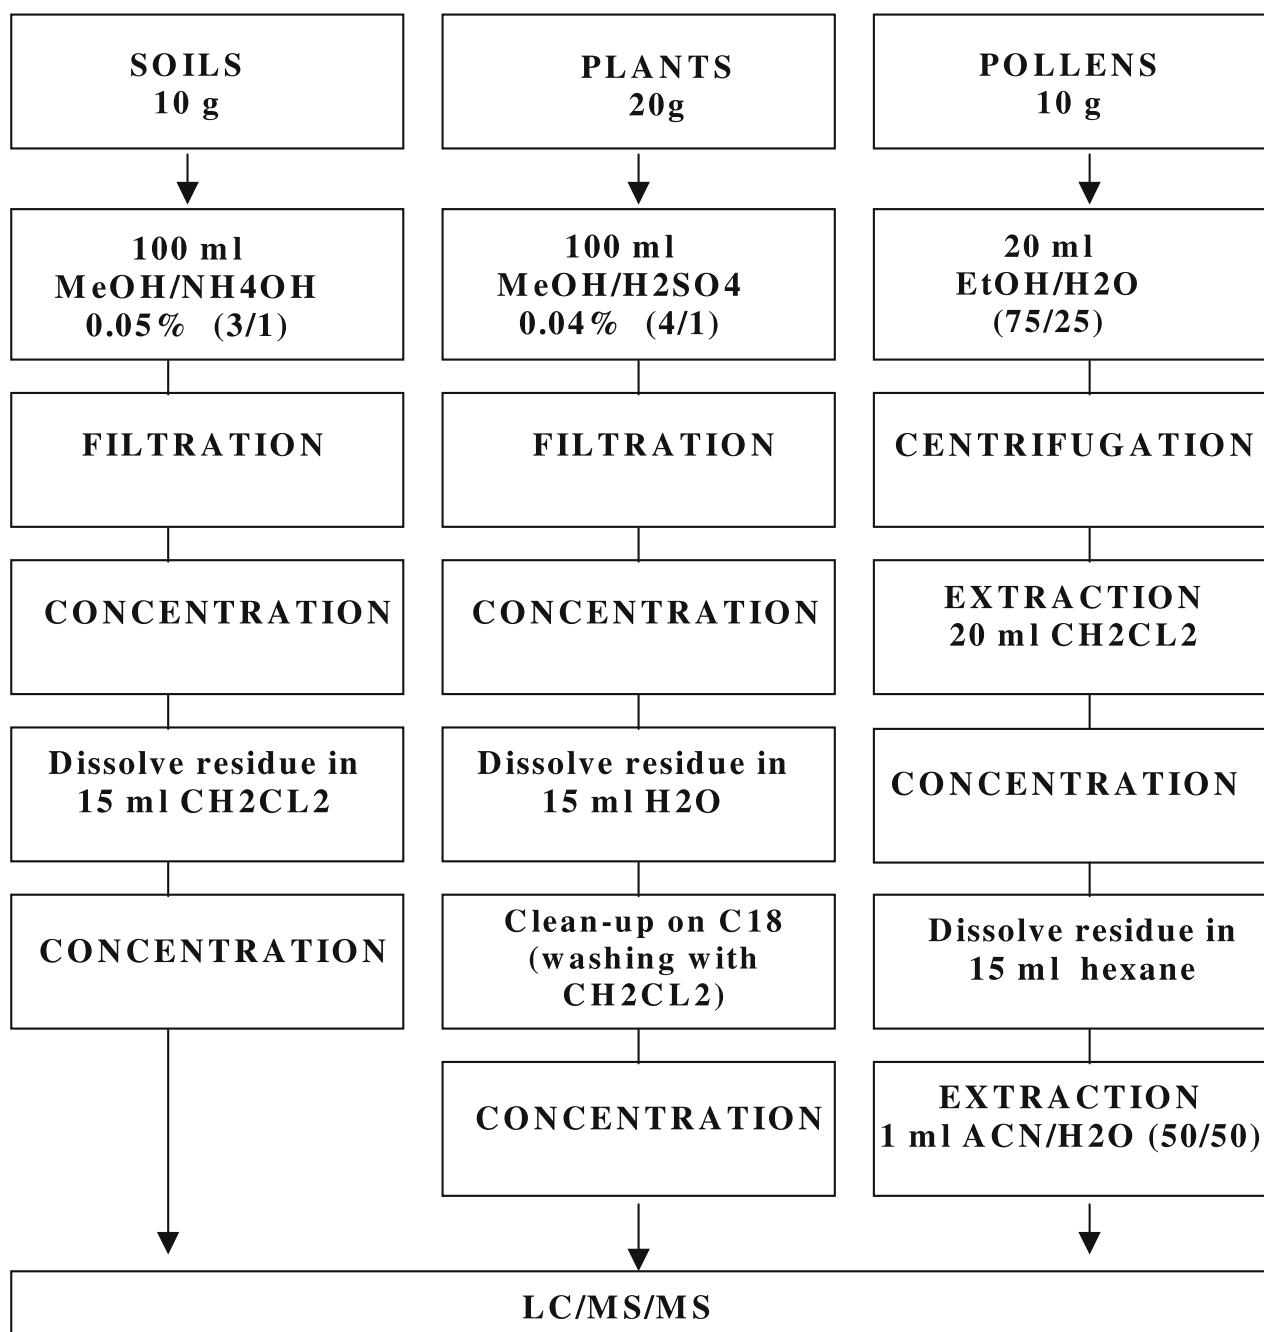 SOILS
10 g
PLANTS
20g
POLLENS
10 g
100 ml
MeOH/NH4OH
0.05% (3/1)
100 ml
MeOH/H2SO4
0.04% (4/1)
20 ml
EtOH/H2O
(75/25)
FILTRATION
FILTRATION
CENTRIFUGATION
CONCENTRATION
CONCENTRATION
EXTRACTION
20 ml CH2CL2
Dissolve residue in
15 ml CH2CL2
Dissolve residue in
15 ml H2O
CONCENTRATION
CONCENTRATION
Clean-up on C18
(washing with
CH2CL2)
Dissolve residue in
15 ml hexane
CONCENTRATION
EXTRACTION
1 ml ACN/H2O (50/50)
LC/MS/MS